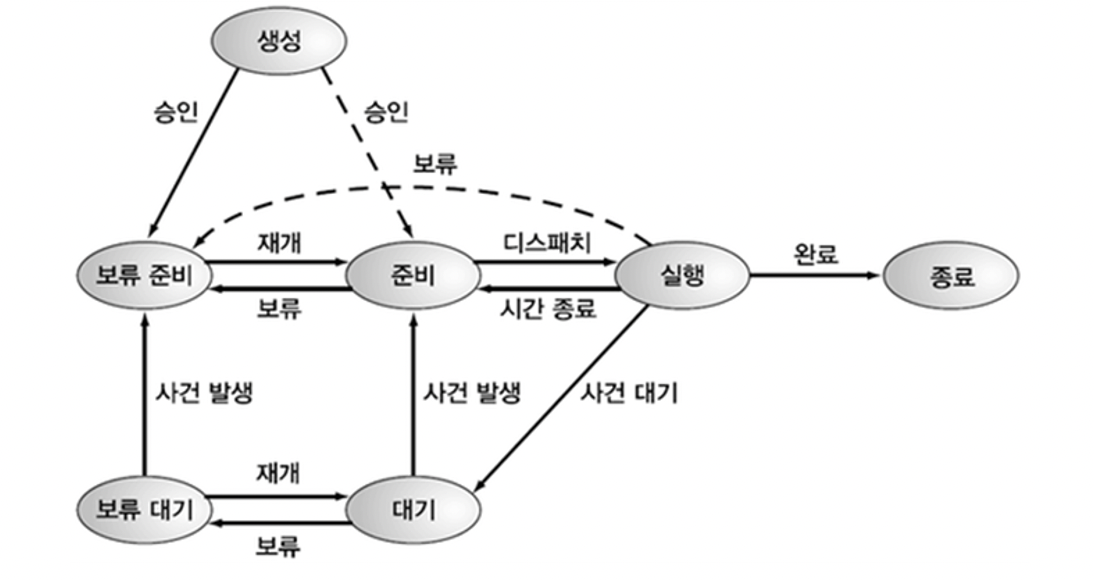 생성
승인
승인
보류
보류 준비
재개
보류
준비
디스패치
시간 종료
실행
완료
종료
사건 발생
사건 발생
사건 대기
보류 대기
재개
보류
대기